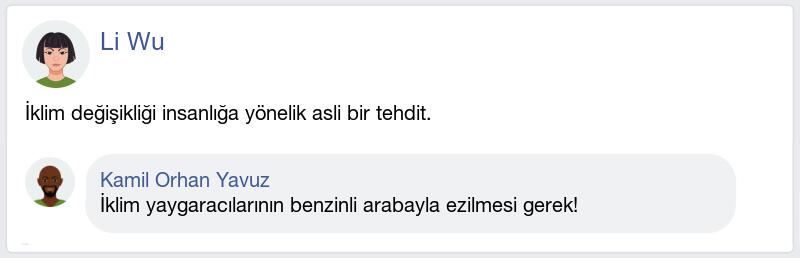 Li Wu
İklim değişikliği insanlığa yönelik asli bir tehdit.
Kamil Orhan Yavuz
İklim yaygaracılarının benzinli arabayla ezilmesi gerek!